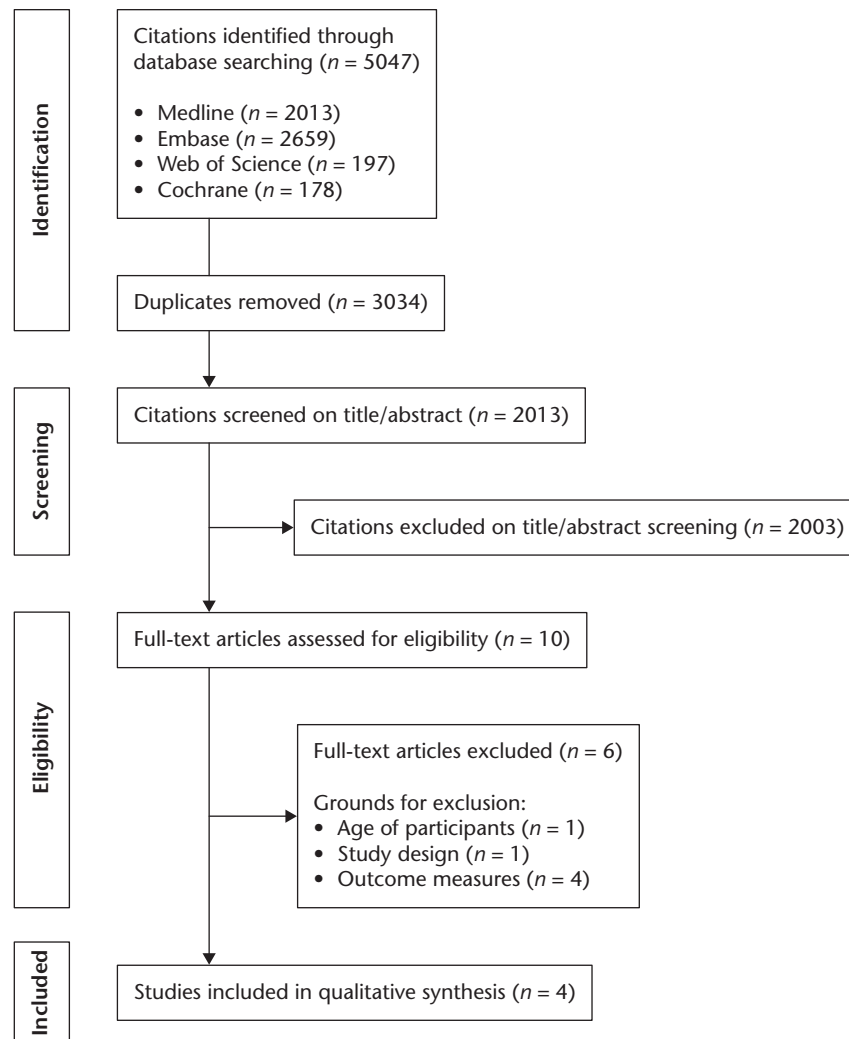 Identification
Citations identified through
database searching (n = 5047)
• Medline (n = 2013)
• Embase (n = 2659)
• Web of Science (n = 197)
• Cochrane (n = 178)
Duplicates removed (n = 3034)
Screening
Citations screened on title/abstract (n = 2013)
Citations excluded on title/abstract screening (n = 2003)
Eligibility
Full-text articles assessed for eligibility (n = 10)
Full-text articles excluded (n = 6)
Grounds for exclusion:
• Age of participants (n = 1)
• Study design (n = 1)
• Outcome measures (n = 4)
Included
Studies included in qualitative synthesis (n = 4)